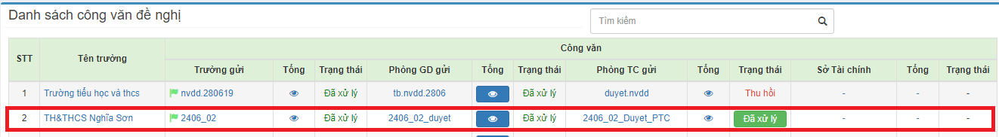 Danh sách công văn đề nghị
Tìm kiếm
STT Tên trường Công văn
Trường gửi Tổng Trạng thái Phòng GD gửi Tổng Trạng thái Phòng TC gửi Tổng Trạng thái Sở Tài chính Tổng Trạng thái
1 Trường tiểu học và thcs nvdd.280619 Đã xử lý tb.nvdd.2806 Đã xử lý duyet.nvdd Thu hồi - - -
2 TH&THCS Nghĩa Sơn 2406_02 Đã xử lý 2406_02_duyet Đã xử lý 2406_02_Duyet_PTC Đã xử lý - - -